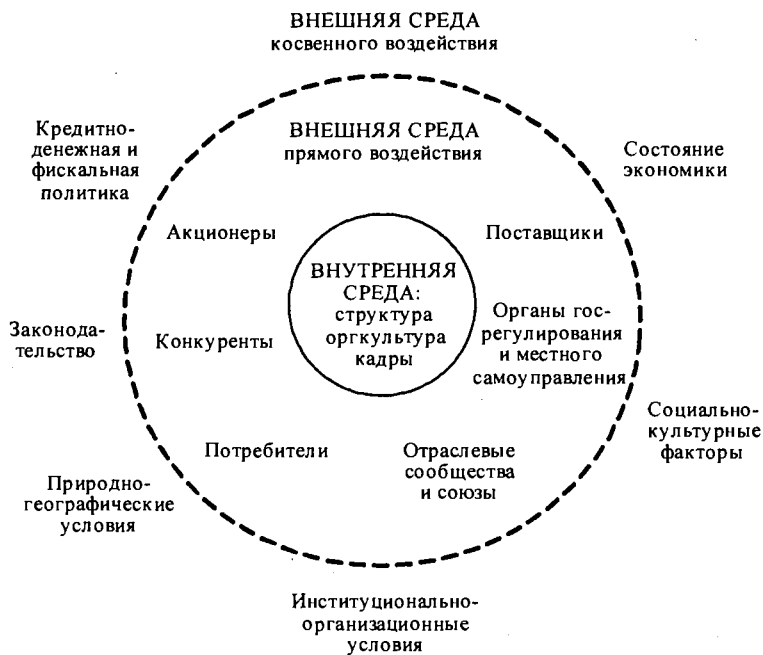 ВНЕШНЯЯ СРЕДА
косвенного воздействия
ВНЕШНЯЯ СРЕДА
прямого воздействия
Кредитно-
денежная и
фискальная
политика
Состояние
экономики
Акционеры
Поставщики
ВНУТРЕННЯЯ
СРЕДА:
структура
оргкультура
кадры
Законода-
тельство
Конкуренты
Органы гос-
регулирования
и местного
самоуправления
Социально-
культурные
факторы
Потребители
Отраслевые
сообщества
и союзы
Природно-
географические
условия
Институционально-
организационные
условия